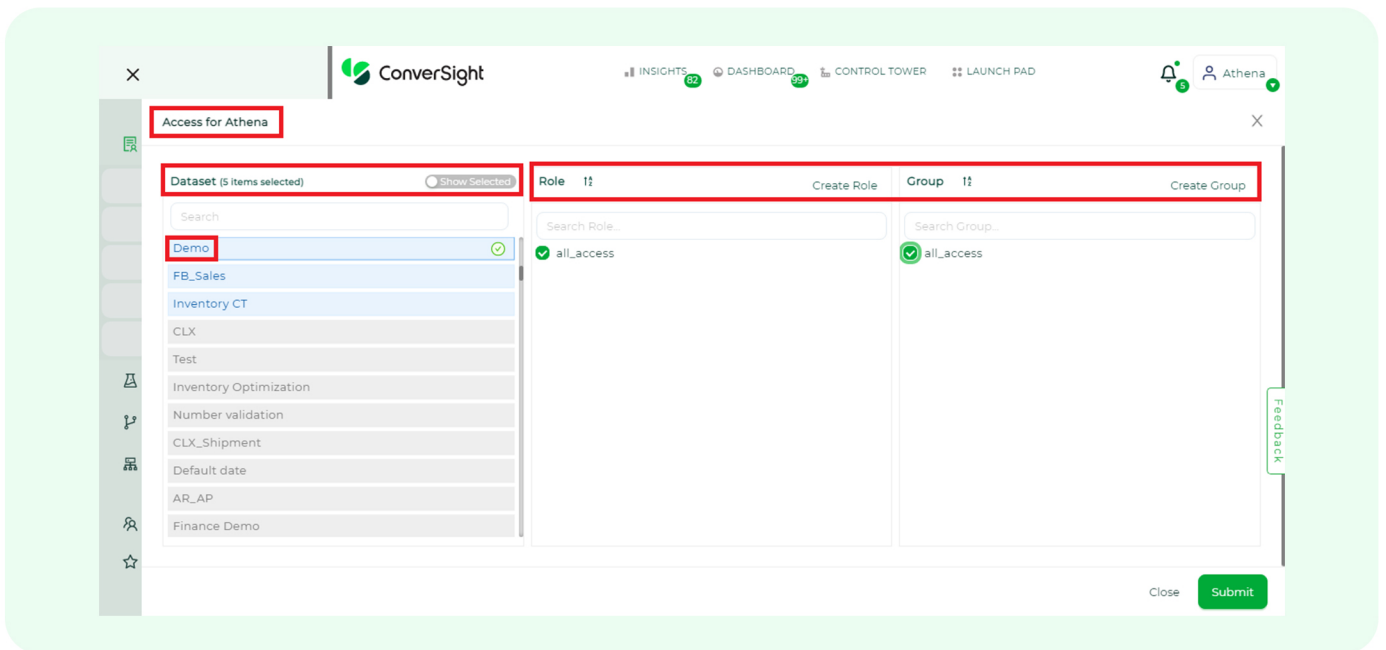 ConverSight
INSIGHTS 82
DASHBOARD 99+
CONTROL TOWER
LAUNCH PAD
5
Athena
Access for Athena
Dataset (5 items selected)
Show Selected
Role
Create Role
Group
Create Group
Search
Search Role...
Search Group...
Demo
all_access
all_access
FB_Sales
Inventory CT
CLX
Test
Inventory Optimization
Number validation
CLX_Shipment
Default date
AR_AP
Finance Demo
Feedback
Close
Submit